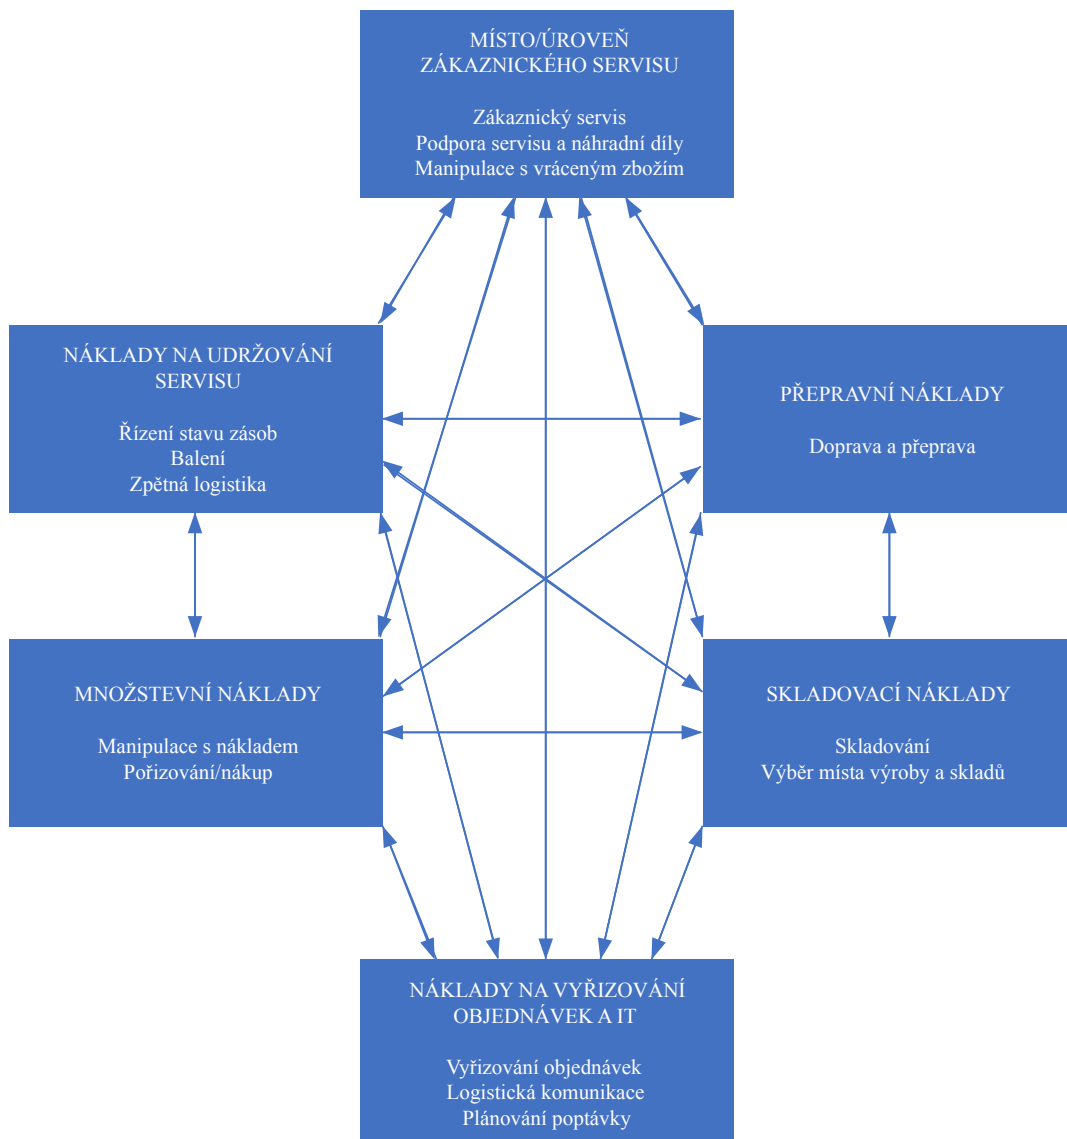 MÍSTO/ÚROVEŇ
ZÁKAZNICKÉHO SERVISU
Zákaznický servis
Podpora servisu a náhradní díly
Manipulace s vráceným zbožím
NÁKLADY NA UDRŽOVÁNÍ
SERVISU
Řízení stavu zásob
Balení
Zpětná logistika
PŘEPRAVNÍ NÁKLADY
Doprava a přeprava
MNOŽSTEVNÍ NÁKLADY
Manipulace s nákladem
Pořizování/nákup
SKLADOVACÍ NÁKLADY
Skladování
Výběr místa výroby a skladů
NÁKLADY NA VYŘIZOVÁNÍ
OBJEDNÁVEK A IT
Vyřizování objednávek
Logistická komunikace
Plánování poptávky